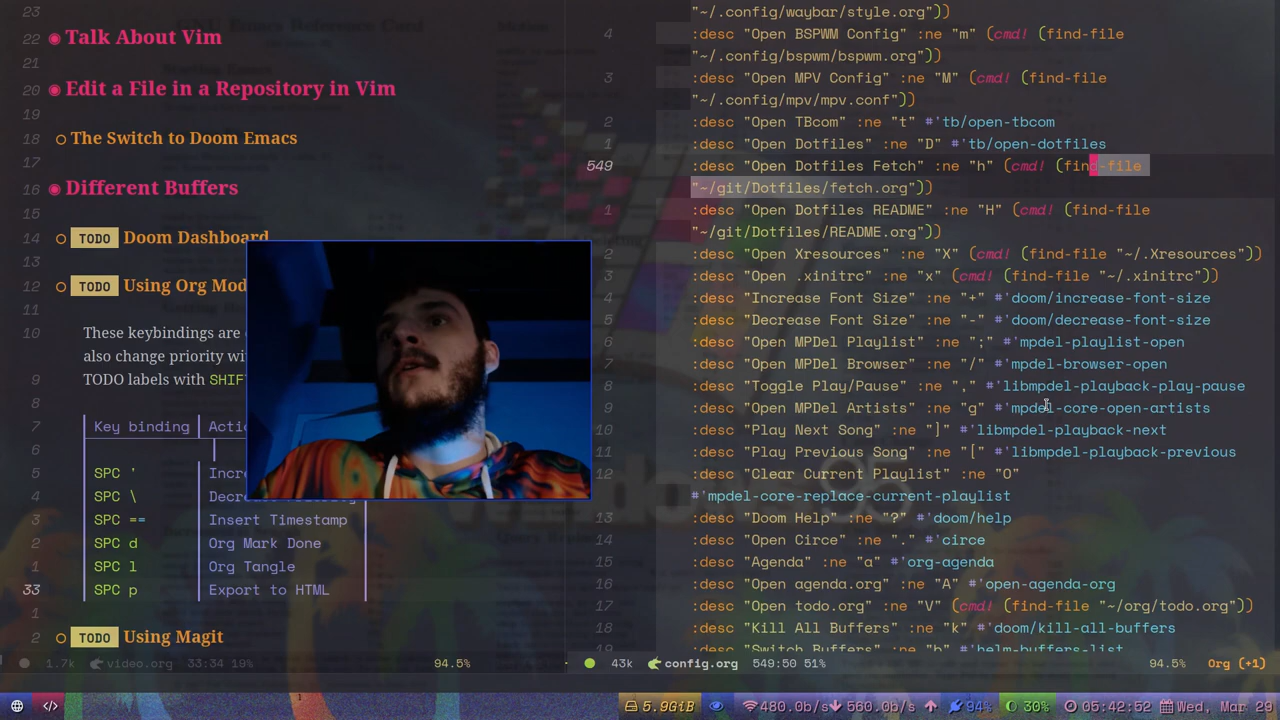 23
22 Talk About Vim
21
20 Edit a File in a Repository in Vim
19
18 The Switch to Doom Emacs
17
16 Different Buffers
15
14 TODO Doom Dashboard
13
12 TODO Using Org
11
10 These keybindings are
also change priority
9 TODO labels with
8
7 Key binding
6
5 SPC '
4 SPC \
3 SPC == Insert Timestamp
2 SPC d Org Mark Done
1 SPC l Org Tangle
33 SPC p Export to HTML
1
2 TODO Using Magit
1.7k video.org 33:34 19% 94.5%
"~/.config/waybar/style.org"))
4 :desc "Open BSPWM Config" :ne "m" (cmd! (find-file
"~/.config/bspwm/bspwm.org"))
3 :desc "Open MPV Config" :ne "M" (cmd! (find-file
"~/.config/mpv/mpv.conf"))
2 :desc "Open TBcom" :ne "t" #'tb/open-tbcom
1 :desc "Open Dotfiles" :ne "D" #'tb/open-dotfiles
549 :desc "Open Dotfiles Fetch" :ne "h" (cmd! (find-file
"~/git/Dotfiles/fetch.org"))
1 :desc "Open Dotfiles README" :ne "H" (cmd! (find-file
"~/git/Dotfiles/README.org"))
2 :desc "Open Xresources" :ne "X" (cmd! (find-file "~/.Xresources"))
3 :desc "Open .xinitrc" :ne "x" (cmd! (find-file "~/.xinitrc"))
4 :desc "Increase Font Size" :ne "+" #'doom/increase-font-size
5 :desc "Decrease Font Size" :ne "-" #'doom/decrease-font-size
6 :desc "Open MPDel Playlist" :ne ";" #'mpdel-playlist-open
7 :desc "Open MPDel Browser" :ne "/" #'mpdel-browser-open
8 :desc "Toggle Play/Pause" :ne "," #'libmpdel-playback-play-pause
9 :desc "Open MPDel Artists" :ne "g" #'mpdel-core-open-artists
10 :desc "Play Next Song" :ne "]" #'libmpdel-playback-next
11 :desc "Play Previous Song" :ne "[" #'libmpdel-playback-previous
12 :desc "Clear Current Playlist" :ne "O"
#'mpdel-core-replace-current-playlist
13 :desc "Doom Help" :ne "?" #'doom/help
14 :desc "Open Circe" :ne "." #'circe
15 :desc "Agenda" :ne "a" #'org-agenda
16 :desc "Open agenda.org" :ne "A" #'open-agenda-org
17 :desc "Open todo.org" :ne "V" (cmd! (find-file "~/org/todo.org"))
18 :desc "Kill All Buffers" :ne "k" #'doom/kill-all-buffers
19 :desc "Switch Buffers" :ne "b" #'helm-buffers-list
43k config.org 549:50 51% 94.5% Org (+1)
5.9GiB 480.0b/s 560.0b/s 94% 30% 05:42:52 Wed, Mar 29